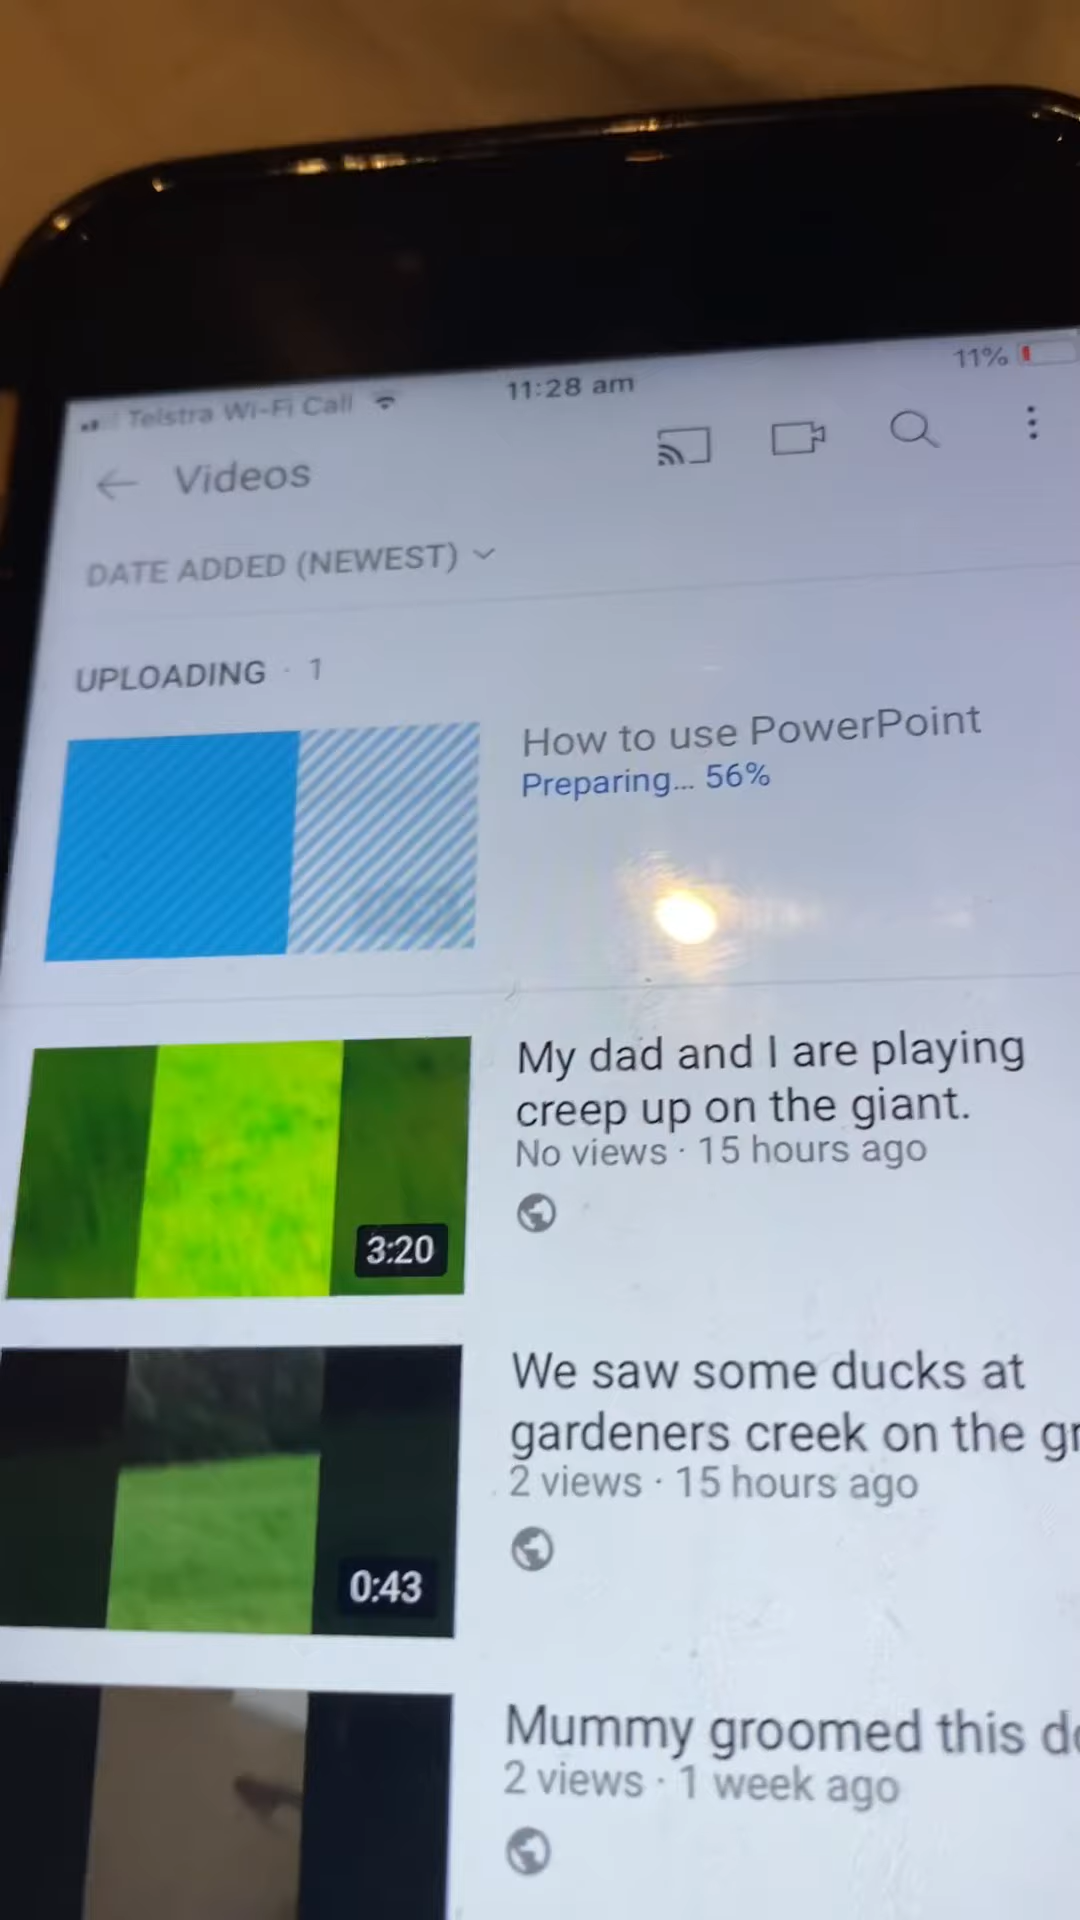 Telstra Wi-Fi Call
11:28 am
11%
Videos
DATE ADDED (NEWEST)
UPLOADING · 1
How to use PowerPoint
Preparing... 56%
My dad and I are playing
creep up on the giant.
No views · 15 hours ago
3:20
We saw some ducks at
gardeners creek on the
2 views · 15 hours ago
0:43
Mummy groomed this
2 views · 1 week ago